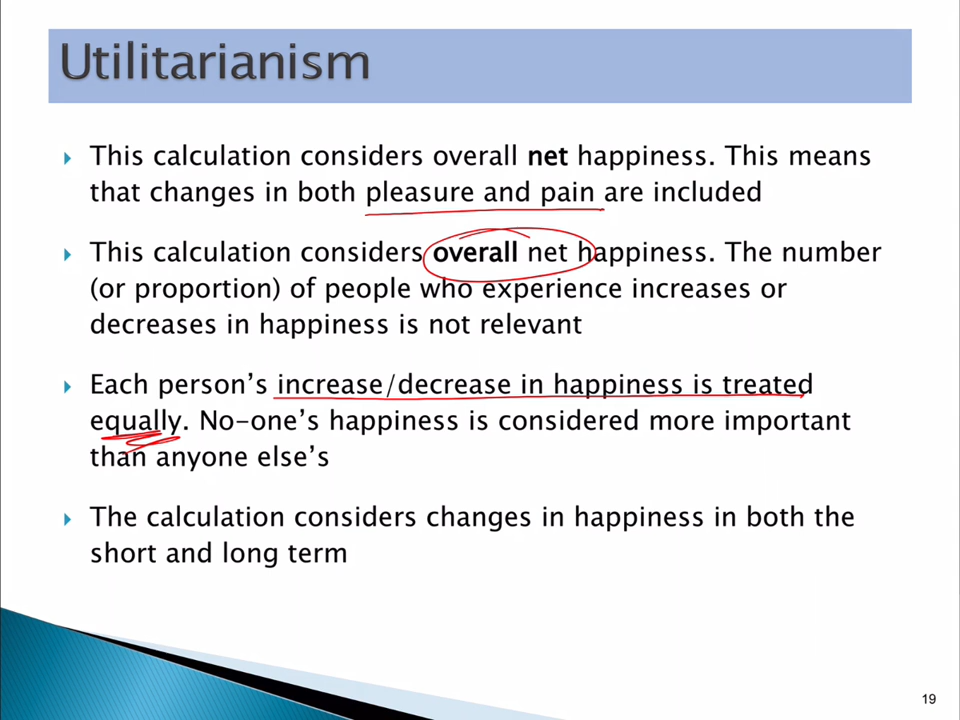 Utilitarianism
This calculation considers overall net happiness. This means
that changes in both pleasure and pain are included
This calculation considers overall net happiness. The number
(or proportion) of people who experience increases or
decreases in happiness is not relevant
Each person’s increase/decrease in happiness is treated
equally. No-one’s happiness is considered more important
than anyone else’s
The calculation considers changes in happiness in both the
short and long term
19